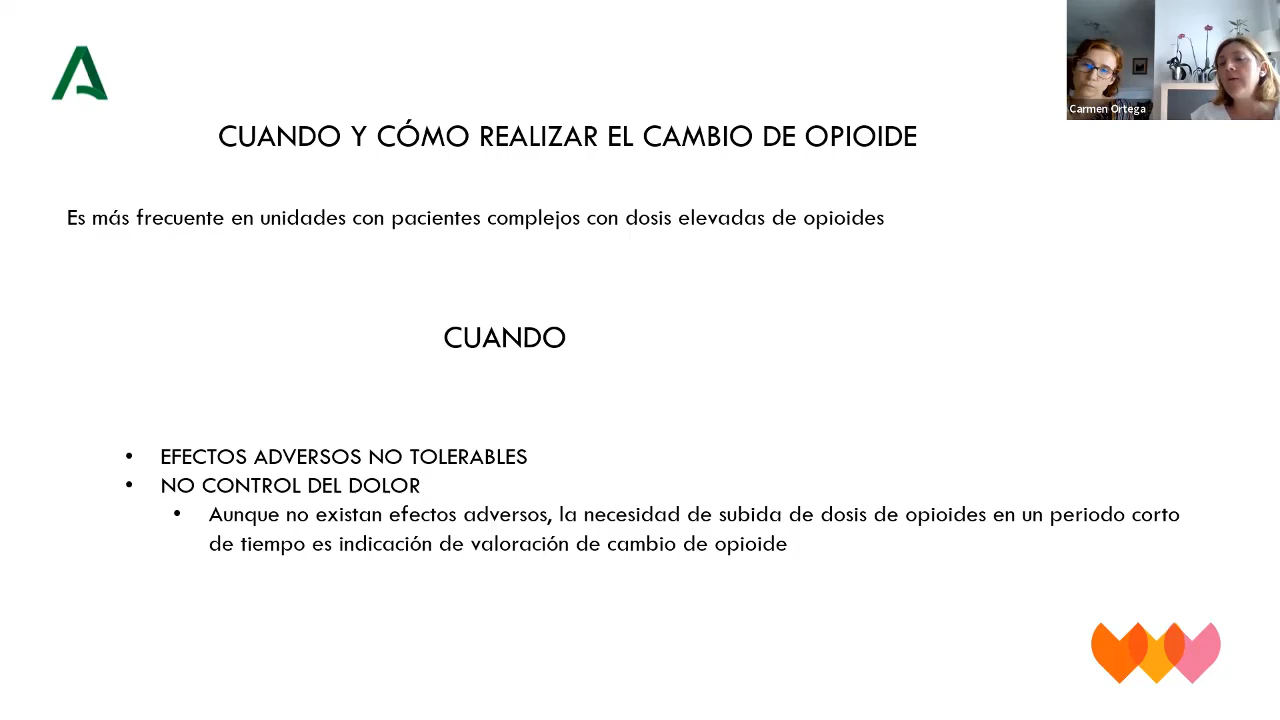 Carmen Ortega
CUANDO Y CÓMO REALIZAR EL CAMBIO DE OPIOIDE
Es más frecuente en unidades con pacientes complejos con dosis elevadas de opioides
CUANDO
• EFECTOS ADVERSOS NO TOLERABLES
• NO CONTROL DEL DOLOR
• Aunque no existan efectos adversos, la necesidad de subida de dosis de opioides en un periodo corto
de tiempo es indicación de valoración de cambio de opioide